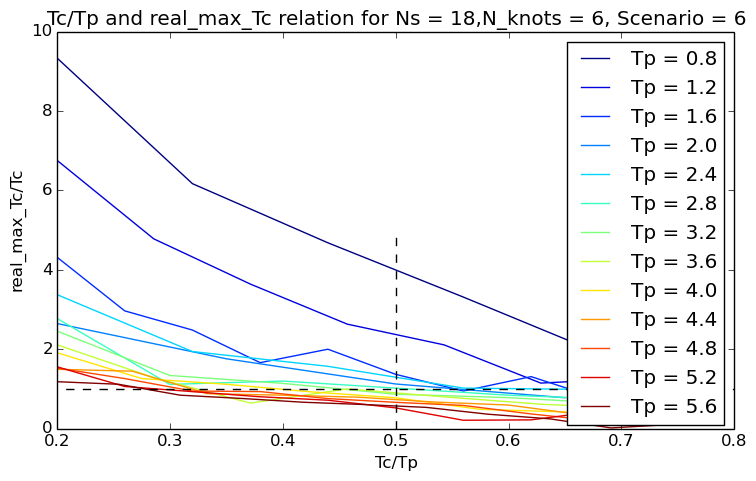 Tc/Tp and real_max_Tc relation for Ns = 18,N_knots = 6, Scenario = 6
10
8
6
4
2
0
real_max_Tc/Tc
0.2 0.3 0.4 0.5 0.6 0.7 0.8
Tc/Tp
Tp = 0.8
Tp = 1.2
Tp = 1.6
Tp = 2.0
Tp = 2.4
Tp = 2.8
Tp = 3.2
Tp = 3.6
Tp = 4.0
Tp = 4.4
Tp = 4.8
Tp = 5.2
Tp = 5.6